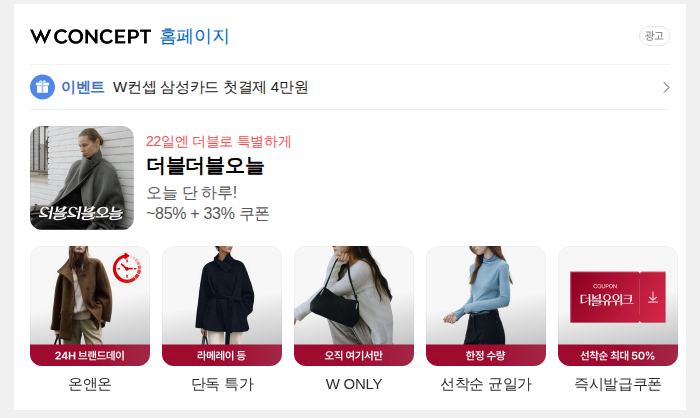 W CONCEPT 홈페이지
광고
이벤트 W컨셉 삼성카드 첫결제 4만원
22일엔 더블로 특별하게
더블더블오늘
오늘 단 하루!
~85% + 33% 쿠폰
더블더블오늘
24H 브랜드데이
라메레이 등
오직 여기서만
한정 수량
COUPON
더블유위크
선착순 최대 50%
온앤온
단독 특가
W ONLY
선착순 균일가
즉시발급쿠폰